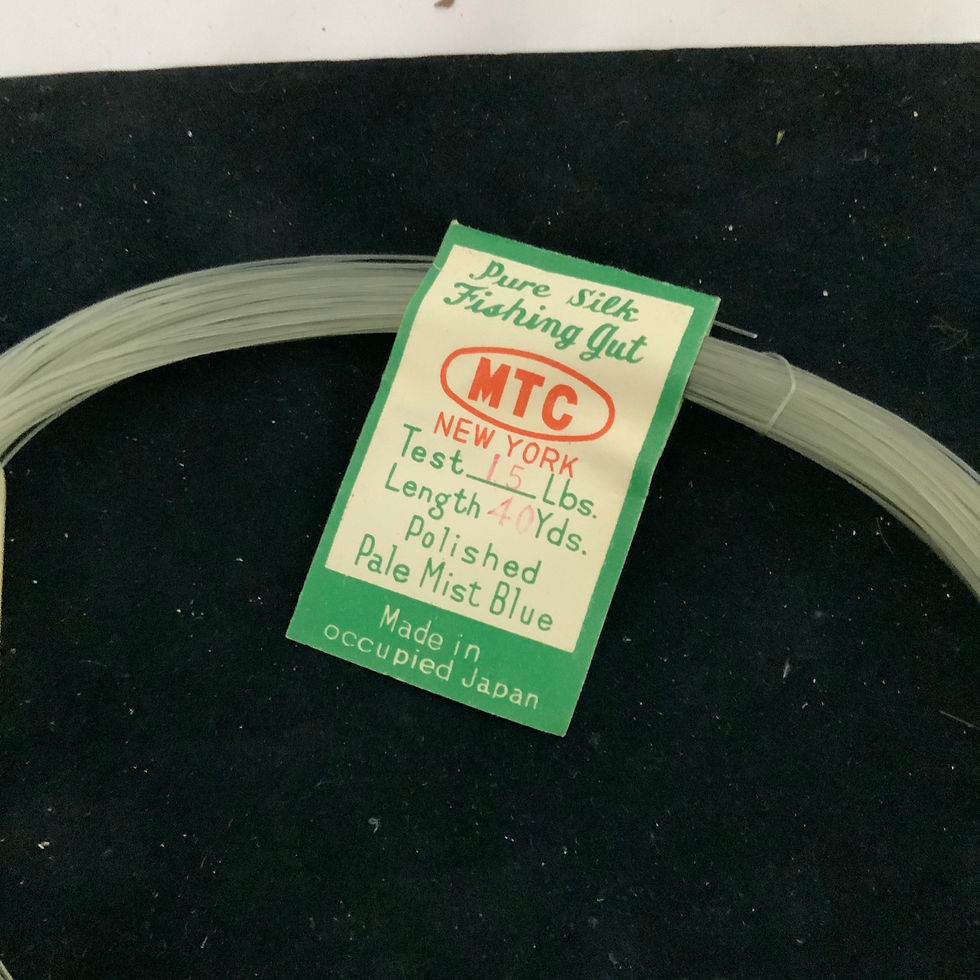 Pure Silk
Fishing Gut
MTC
NEW YORK
Test 15 Lbs.
Length 40 Yds.
Polished
Pale Mist Blue
Made in
occupied Japan